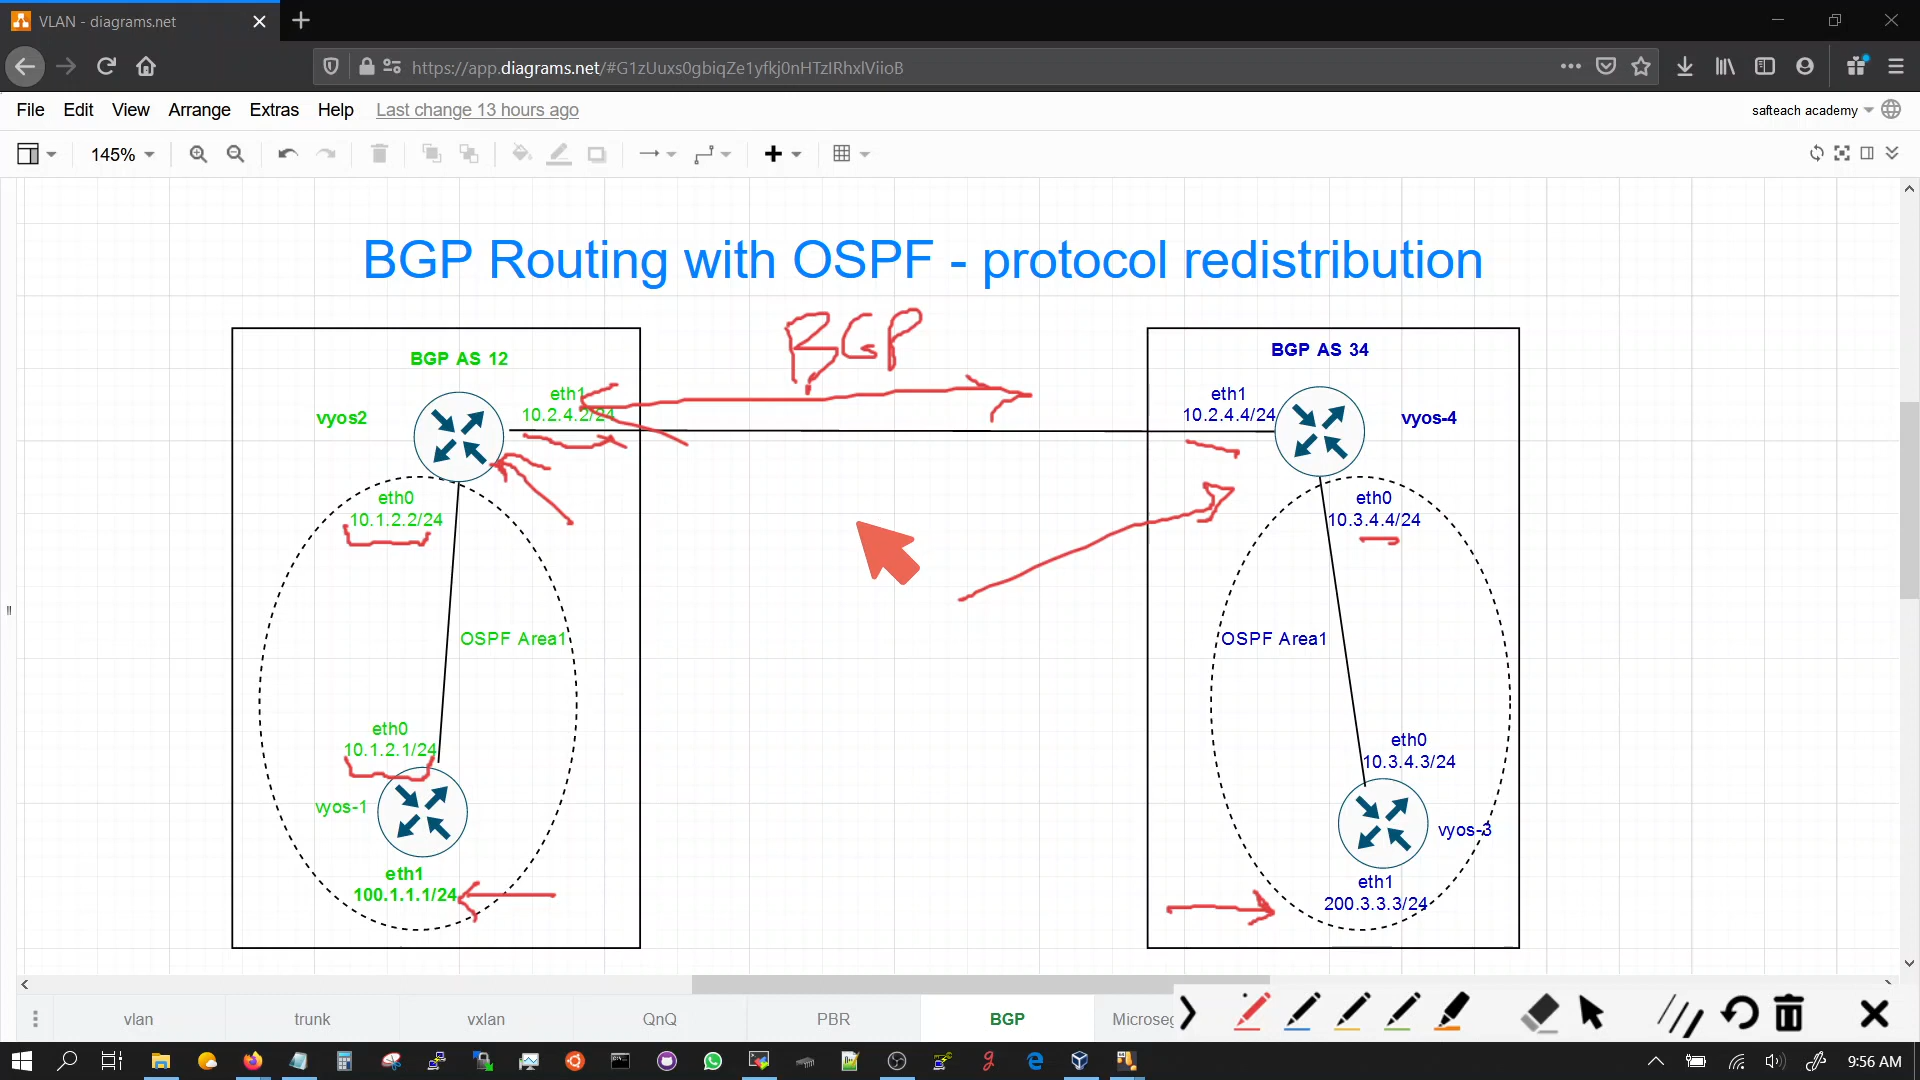 VLAN - diagrams.net
https://app.diagrams.net/#G1zUuxs0gbiqZe1yfkj0nHTzIRhxlViioB
File Edit View Arrange Extras Help Last change 13 hours ago
safteach academy
145%
BGP Routing with OSPF - protocol redistribution
BGP
BGP AS 12
vyos2
eth1
10.2.4.2/24
eth0
10.1.2.2/24
OSPF Area1
eth0
10.1.2.1/24
vyos-1
eth1
100.1.1.1/24
BGP AS 34
eth1
10.2.4.4/24
vyos-4
eth0
10.3.4.4/24
OSPF Area1
eth0
10.3.4.3/24
vyos-3
eth1
200.3.3.3/24
vlan trunk vxlan QnQ PBR BGP Microseg
9:56 AM